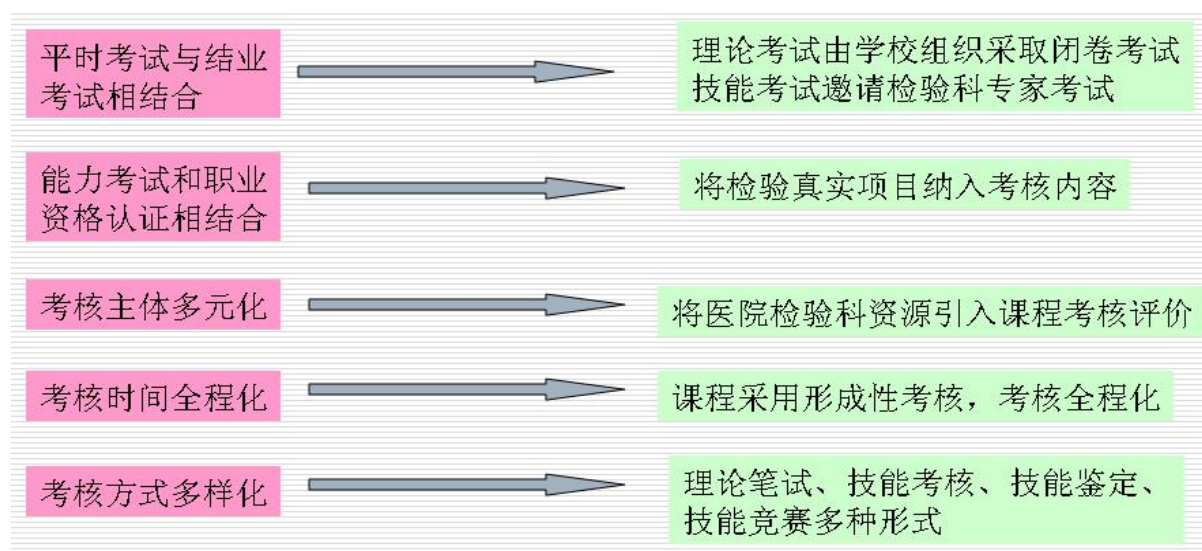 平时考试与结业
考试相结合
理论考试由学校组织采取闭卷考试
技能考试邀请检验科专家考试
能力考试和职业
资格认证相结合
将检验真实项目纳入考核内容
考核主体多元化
将医院检验科资源引入课程考核评价
考核时间全程化
课程采用形成性考核，考核全程化
考核方式多样化
理论笔试、技能考核、技能鉴定、
技能竞赛多种形式